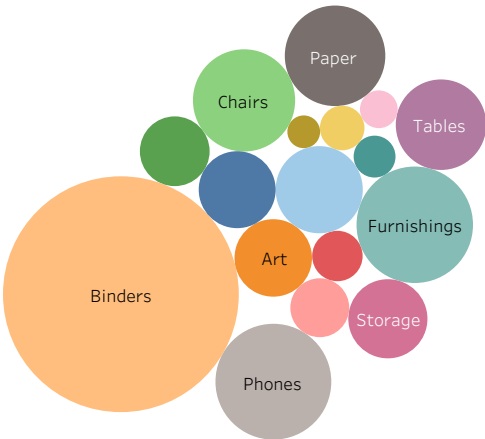 Paper
Chairs
Tables
Furnishings
Art
Binders
Storage
Phones